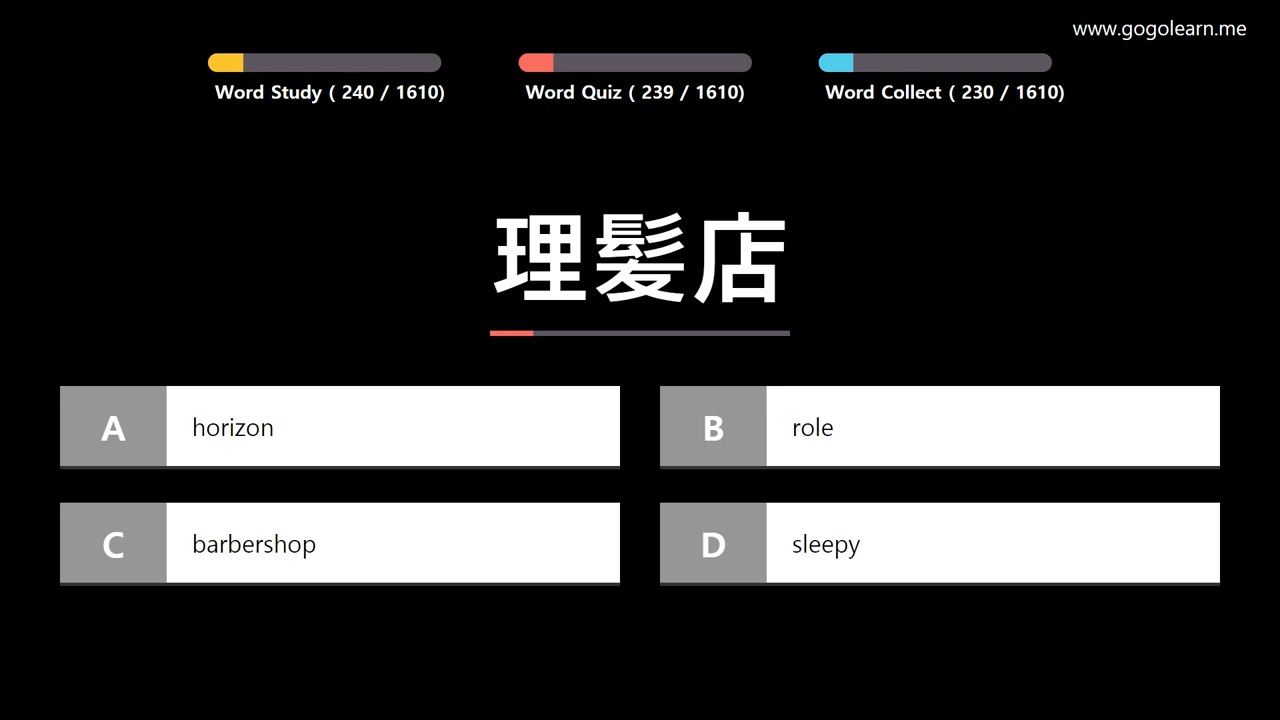 www.gogolearn.me
Word Study ( 240 / 1610)
Word Quiz ( 239 / 1610)
Word Collect ( 230 / 1610)
理髪店
A horizon
B role
C barbershop
D sleepy